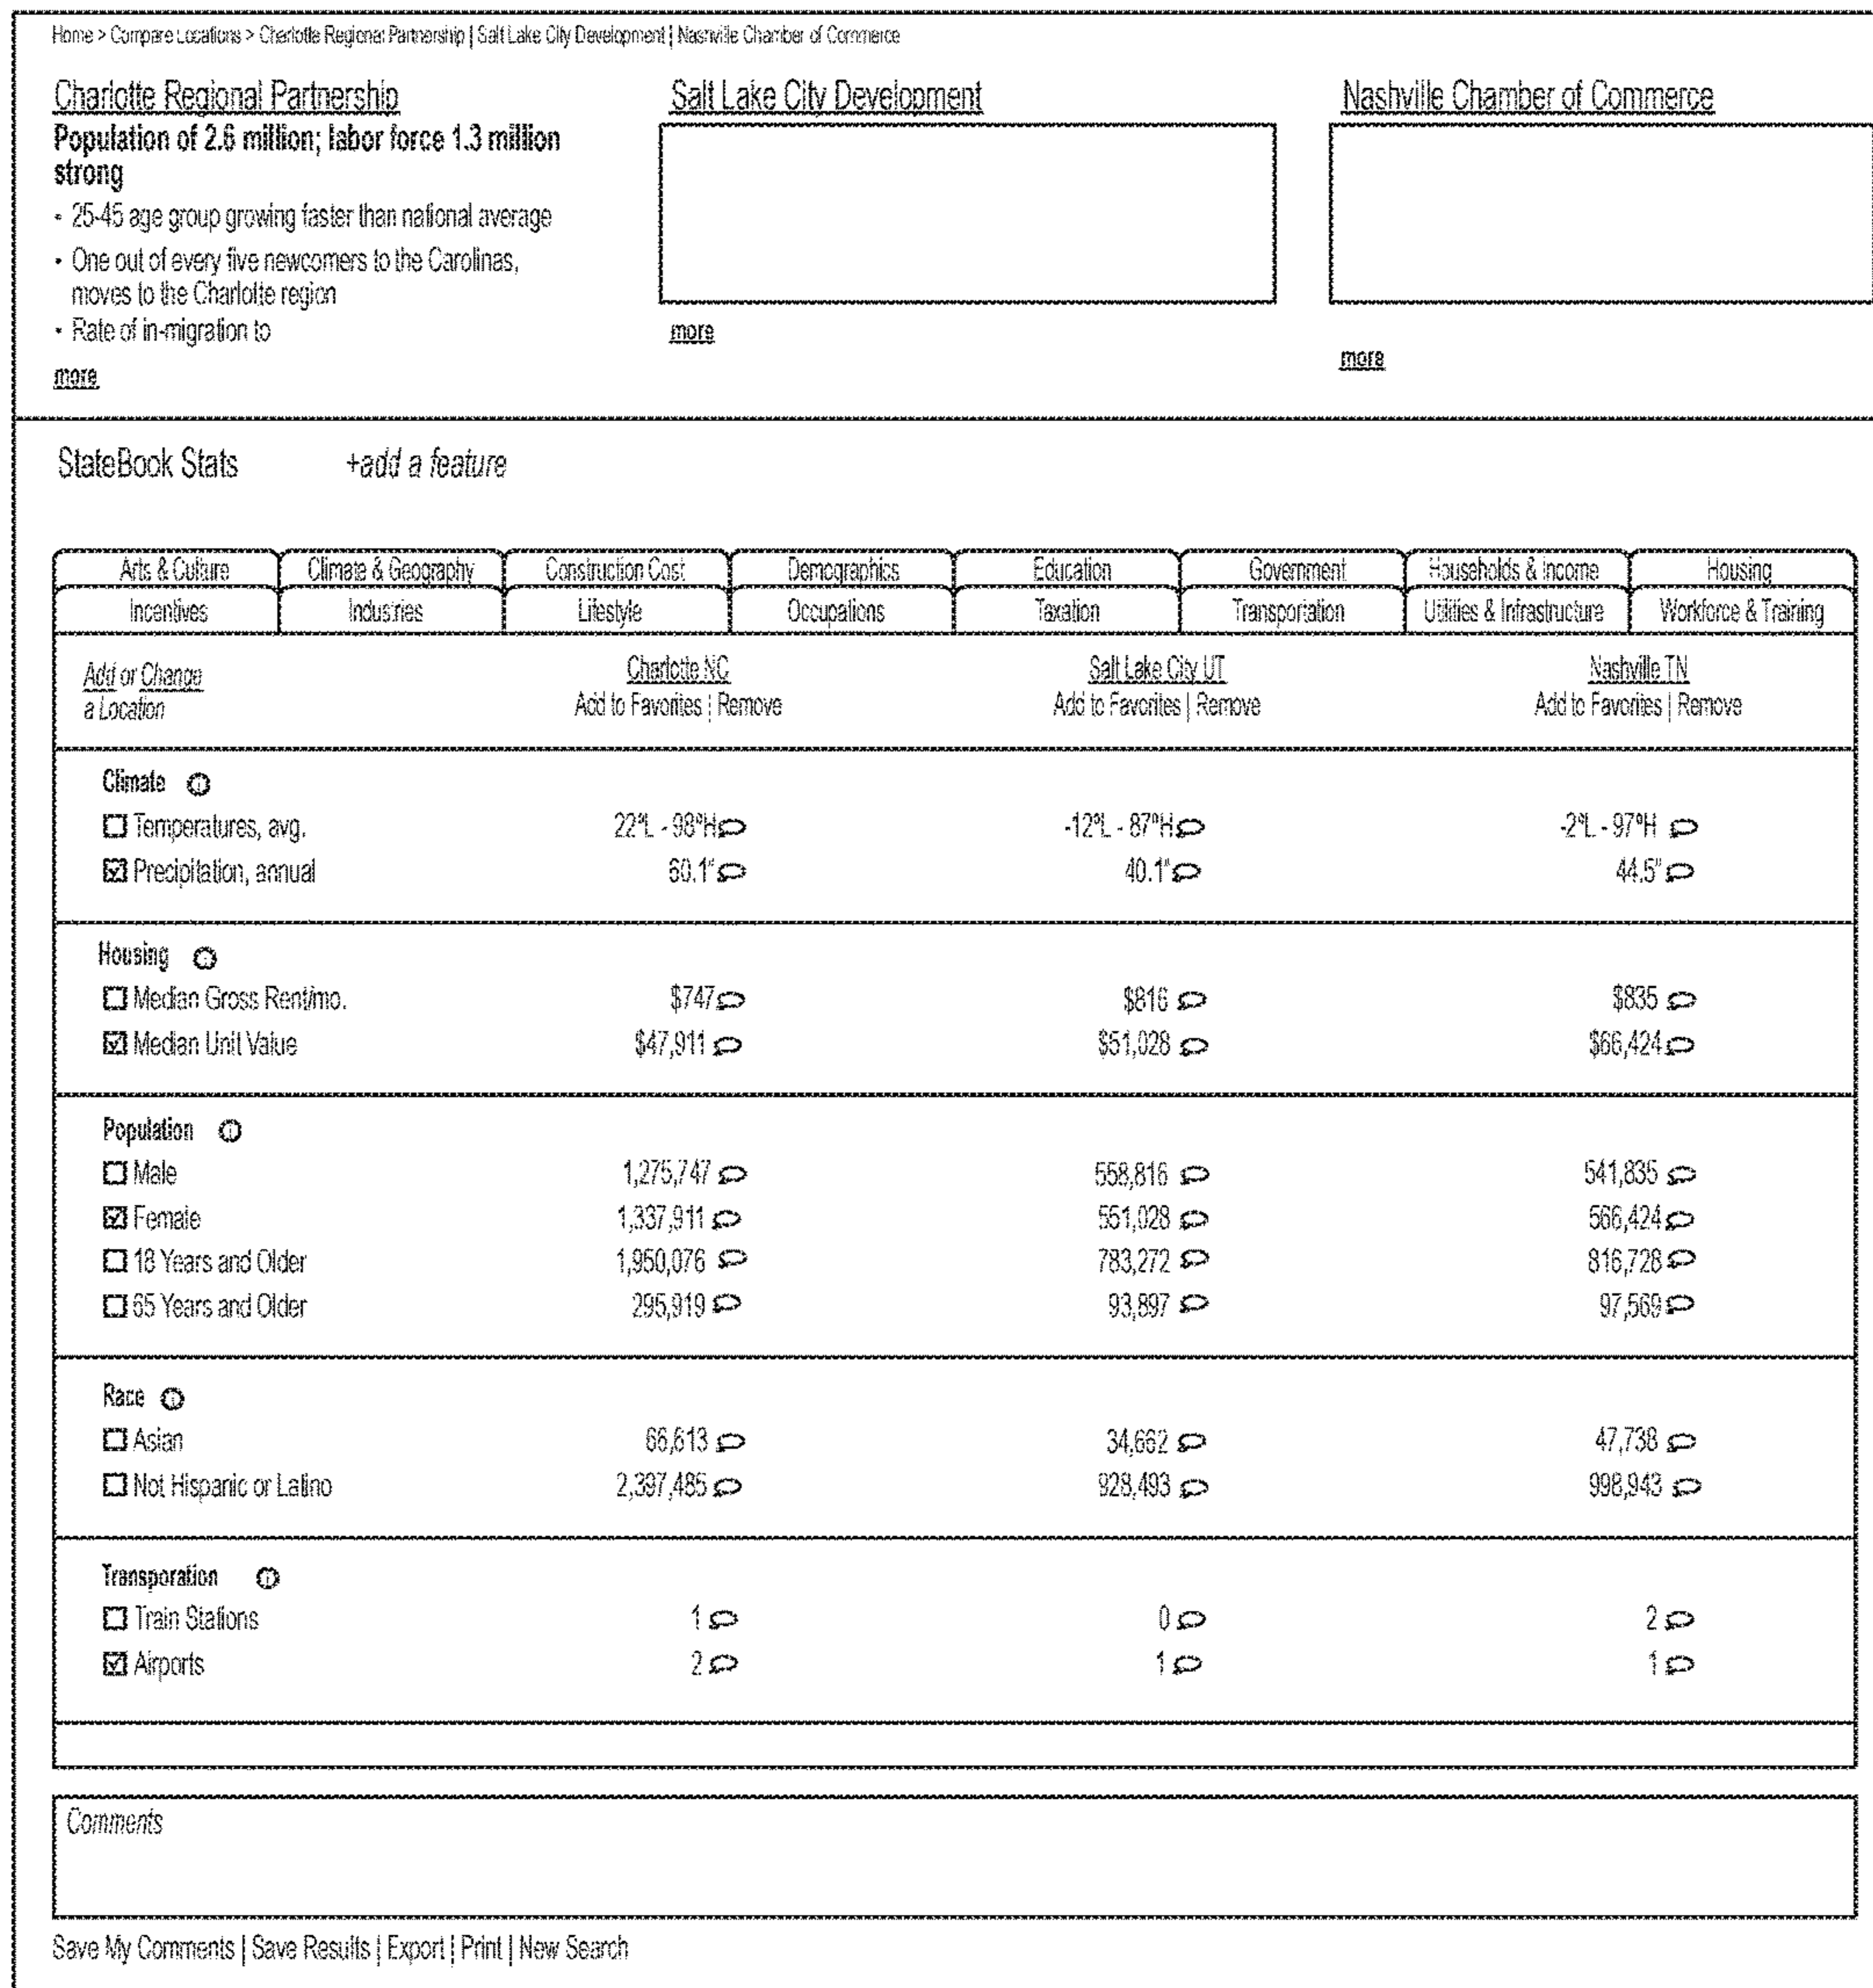 Home > Compare Locations > Charlotte Regional Partnership | Salt Lake City Development | Nashville Chamber of Commerce
Charlotte Regional Partnership
Population of 2.6 million; labor force 1.3 million
strong
• 25-45 age group growing faster than national average
• One out of every five newcomers to the Carolinas,
moves to the Charlotte region
• Rate of in-migration to
more
Salt Lake City Development
more
Nashville Chamber of Commerce
more
StateBook Stats +add a feature
Arts & Culture Climate & Geography Construction Cost Demographics Education Government Households & Income Housing
Incentives Industries Lifestyle Occupations Taxation Transportation Utilities & Infrastructure Workforce & Training
Add or Change Charlotte NC Salt Lake City UT Nashville TN
a Location Add to Favorites | Remove Add to Favorites | Remove Add to Favorites | Remove
Climate
Temperatures, avg. 22°L - 98°H -12°L - 87°H -2°L - 97°H
Precipitation, annual 60.1" 40.1" 44.5"
Housing
Median Gross Rent/mo. $747 $816 $835
Median Unit Value $47,911 $51,028 $66,424
Population
Male 1,275,747 558,816 541,835
Female 1,337,911 551,028 566,424
18 Years and Older 1,950,076 783,272 816,728
65 Years and Older 295,919 93,897 97,569
Race
Asian 66,613 34,662 47,738
Not Hispanic or Latino 2,397,485 928,493 998,943
Transporation
Train Stations 1 0 2
Airports 2 1 1
Comments
Save My Comments | Save Results | Export | Print | New Search